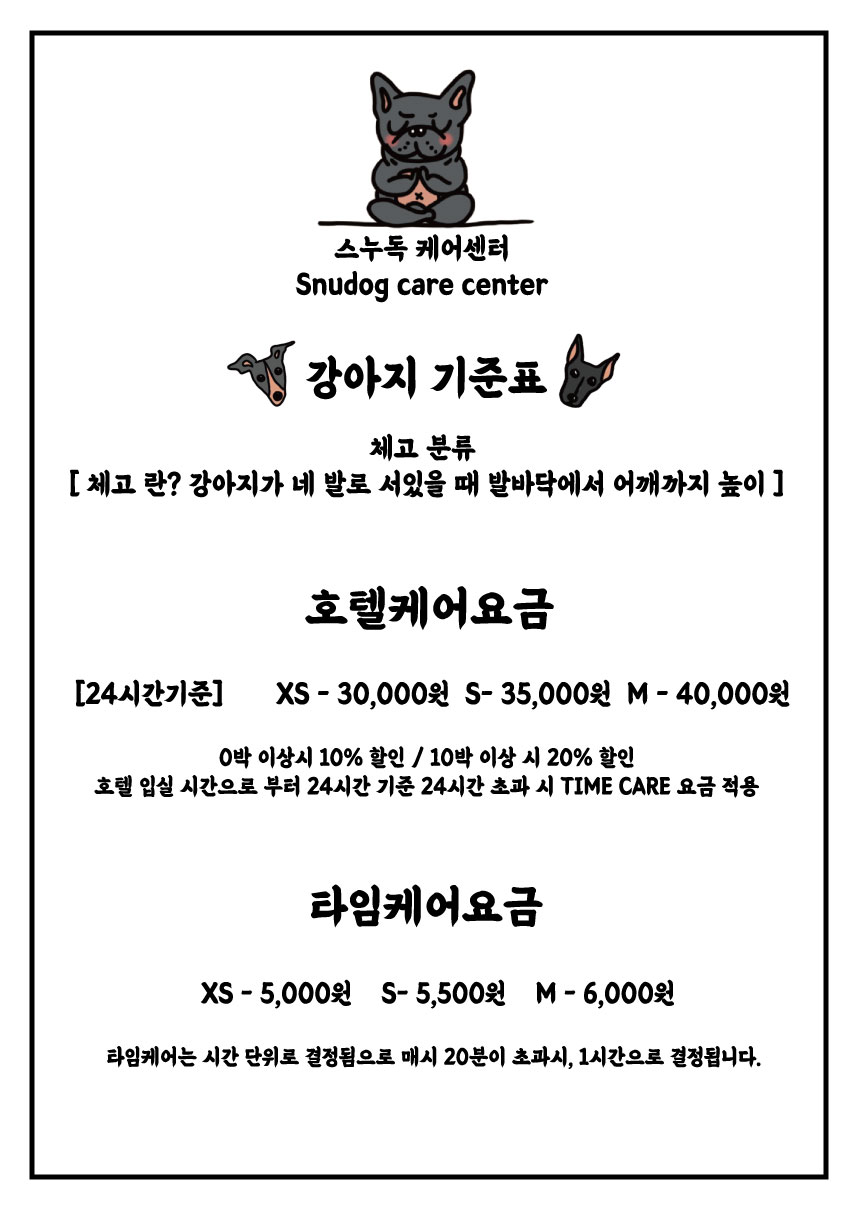 스누독 케어센터
Snudog care center
강아지 기준표
체고 분류
[ 체고 란? 강아지가 네 발로 서있을 때 발바닥에서 어깨까지 높이 ]
호텔케어요금
[24시간기준] XS - 30,000원 S- 35,000원 M - 40,000원
0박 이상시 10% 할인 / 10박 이상 시 20% 할인
호텔 입실 시간으로 부터 24시간 기준 24시간 초과 시 TIME CARE 요금 적용
타임케어요금
XS - 5,000원 S- 5,500원 M - 6,000원
타임케어는 시간 단위로 결정됨으로 매시 20분이 초과시, 1시간으로 결정됩니다.